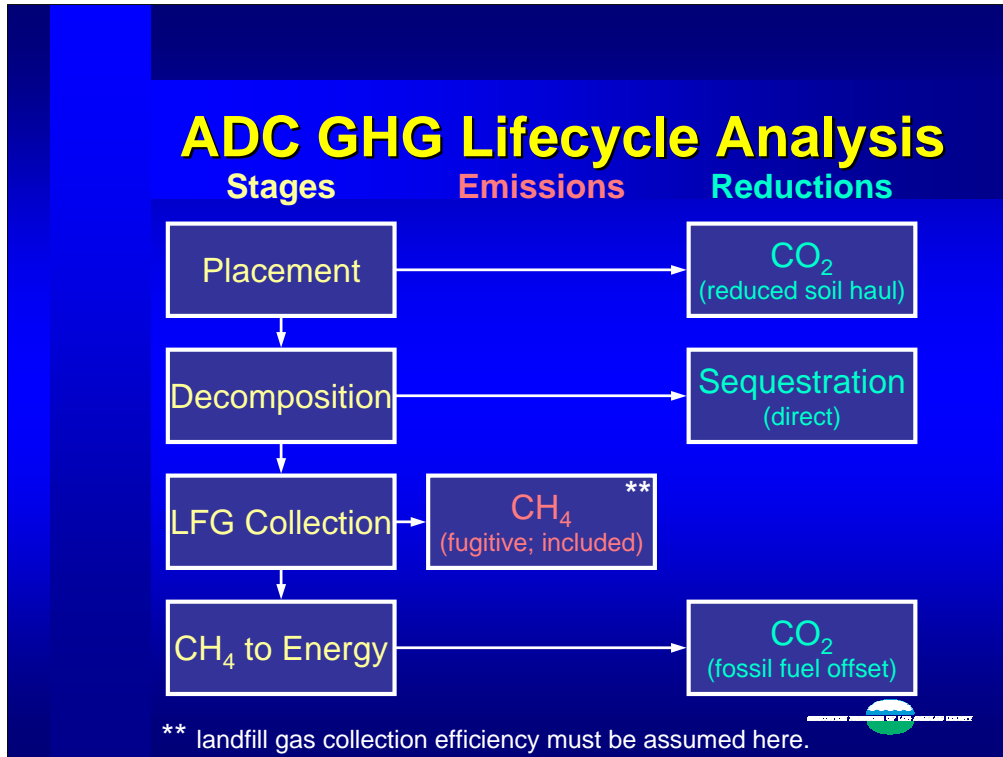 ADC GHG Lifecycle Analysis
Stages Emissions Reductions
Placement
CO₂
(reduced soil haul)
Decomposition
Sequestration
(direct)
LFG Collection
**
CH₄
(fugitive; included)
CH₄ to Energy
CO₂
(fossil fuel offset)
** landfill gas collection efficiency must be assumed here.